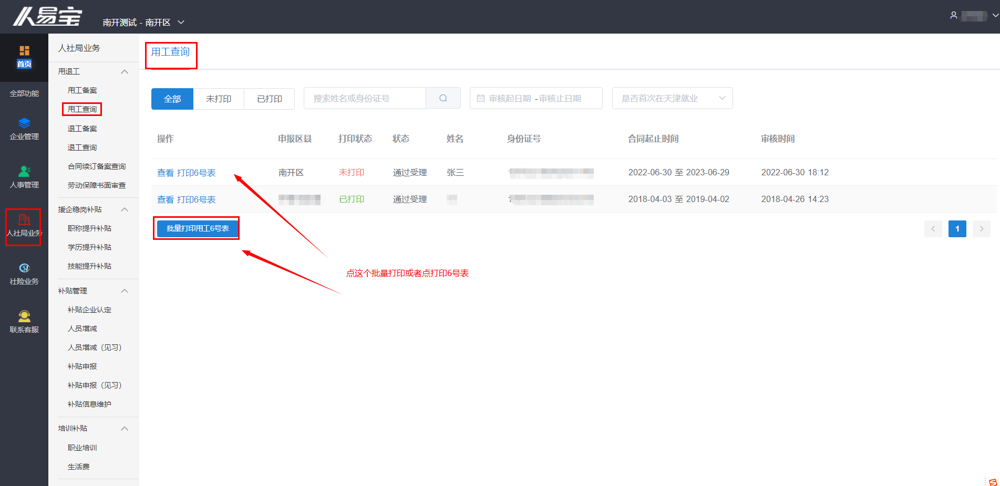 人易宝
南开测试 - 南开区
首页
全部功能
企业管理
人事管理
人社局业务
社险业务
联系客服
人社局业务
用退工
用工备案
用工查询
退工备案
退工查询
合同续订备案查询
劳动保障书面审查
援企稳岗补贴
职称提升补贴
学历提升补贴
技能提升补贴
补贴管理
补贴企业认定
人员增减
人员增减（见习）
补贴申报
补贴申报（见习）
补贴信息维护
培训补贴
职业培训
生活费
用工查询
全部 未打印 已打印 搜索姓名或身份证号 审核起日期 -审核止日期 是否首次在天津就业
操作 申报区县 打印状态 状态 姓名 身份证号 合同起止时间 审核时间
查看 打印6号表 南开区 未打印 通过受理 张三 2022-06-30 至 2023-06-29 2022-06-30 18:12
查看 打印6号表 已打印 通过受理 2018-04-03 至 2019-04-02 2018-04-26 14:23
批量打印用工6号表 1
点这个批量打印或者点打印6号表